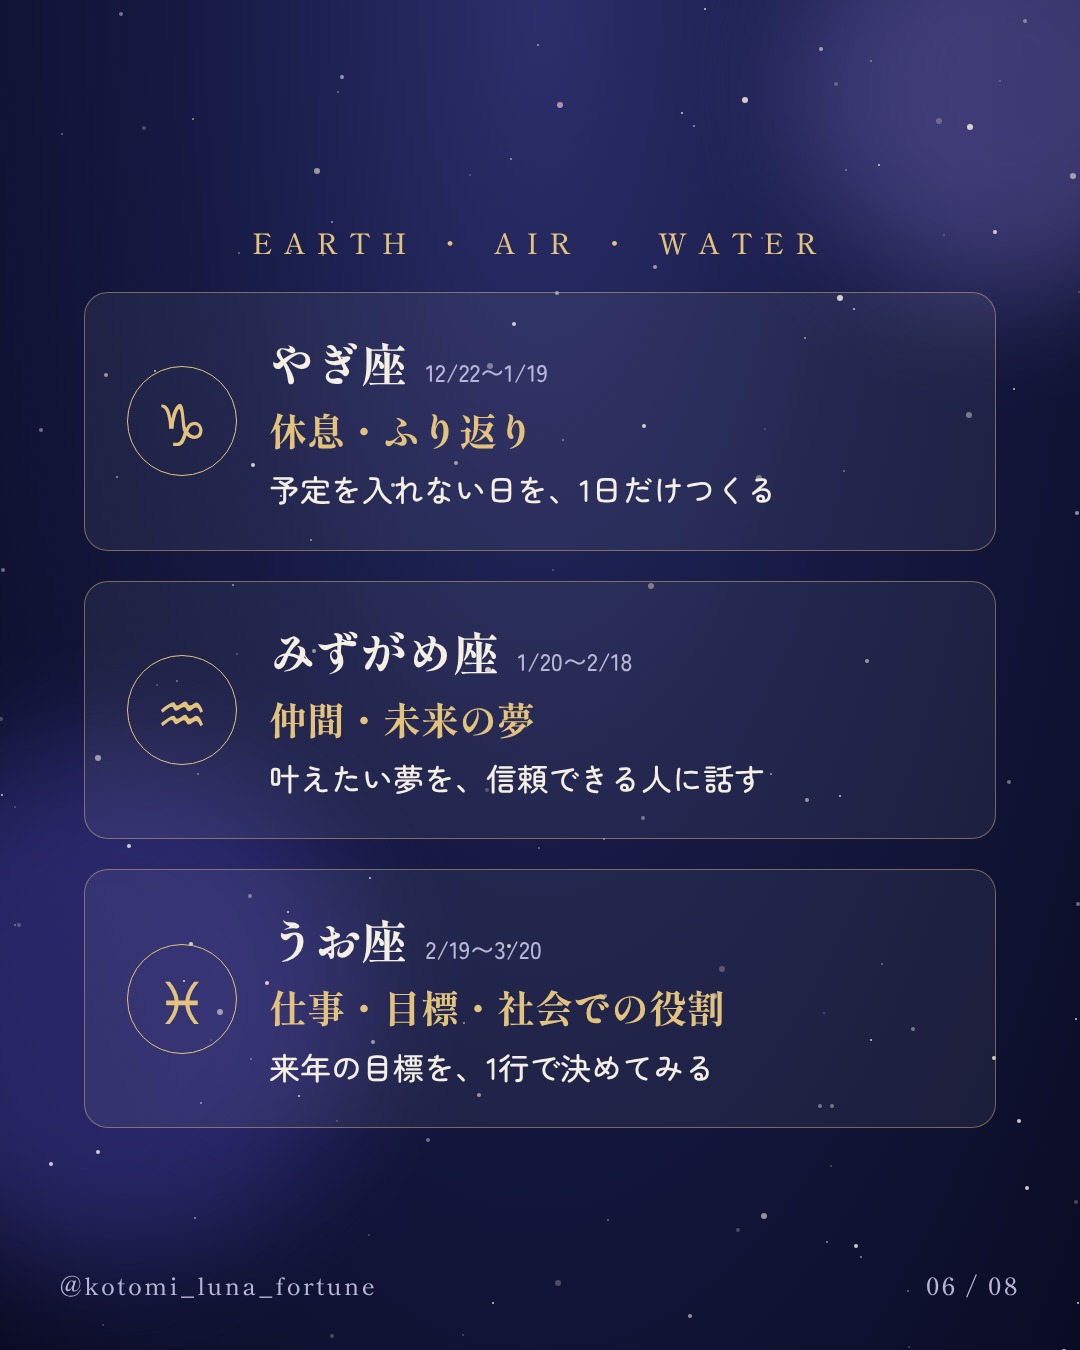 EARTH · AIR · WATER
やぎ座 12/22〜1/19
♑
休息・ふり返り
予定を入れない日を、1日だけつくる
みずがめ座 1/20〜2/18
♒
仲間・未来の夢
叶えたい夢を、信頼できる人に話す
うお座 2/19〜3/20
♓
仕事・目標・社会での役割
来年の目標を、1行で決めてみる
@kotomi_luna_fortune
06 / 08